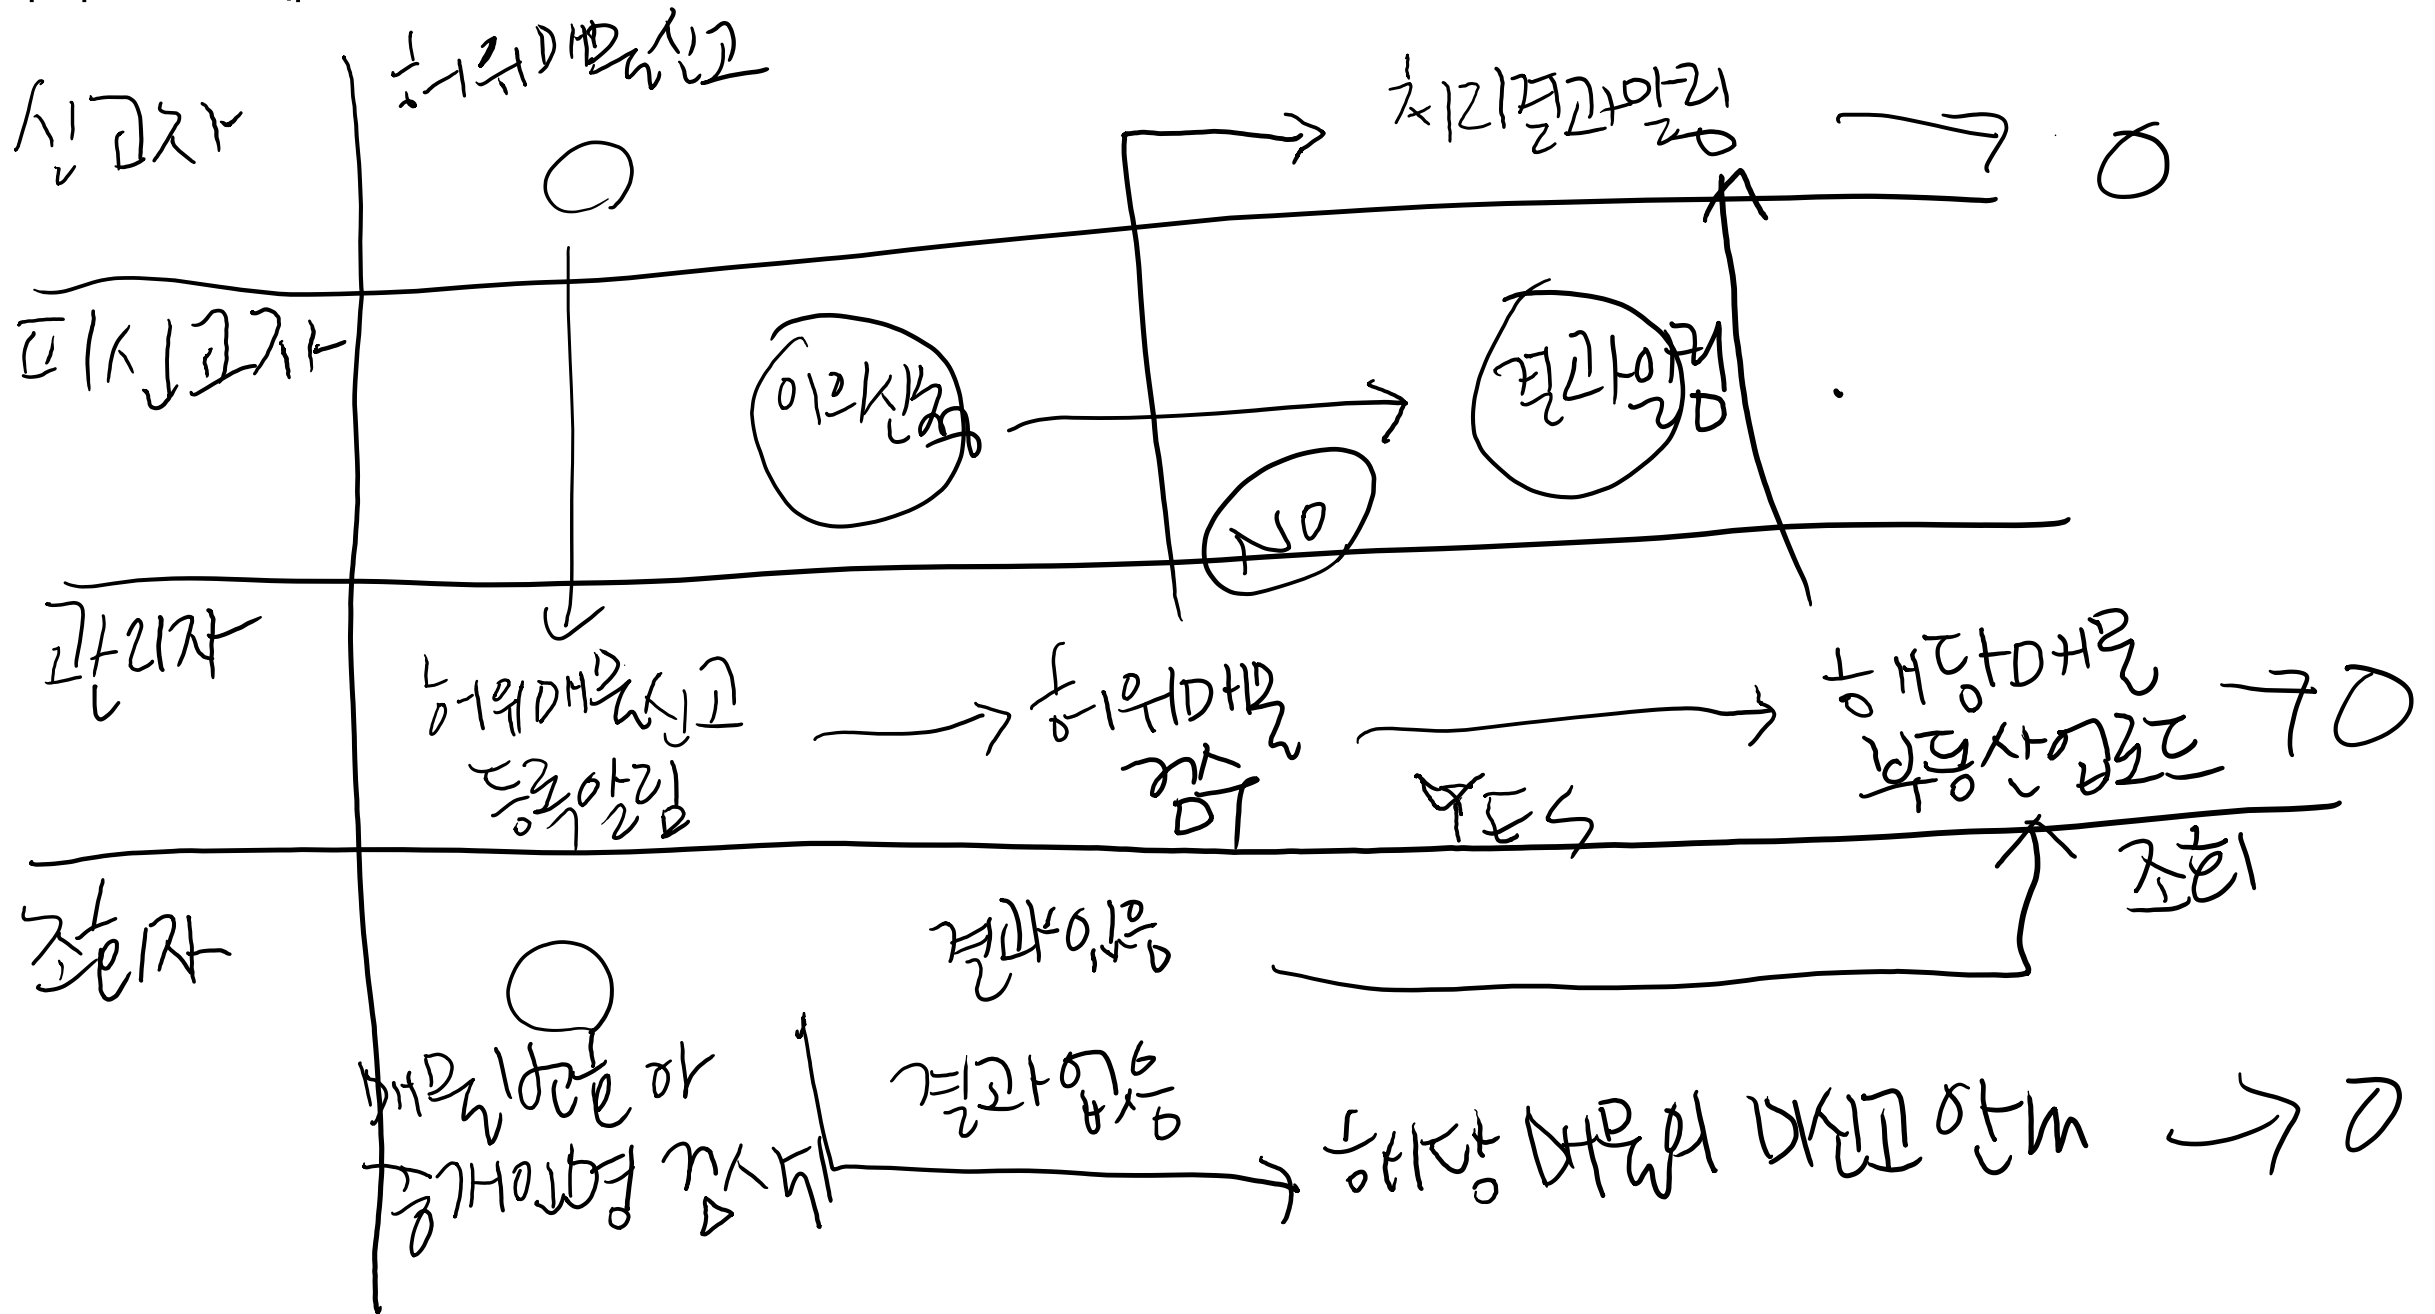 허위매물신고
신고자
처리결과알림
피신고자
이의신청
결과알림
NO
관리자
허위매물신고
등록알림
허위매물
검수
YES
해당매물
부동산업로드
조회
조회자
결과있음
매물번호 아
중개인명 검색
결과없음
해당 매물의 미신고 안내